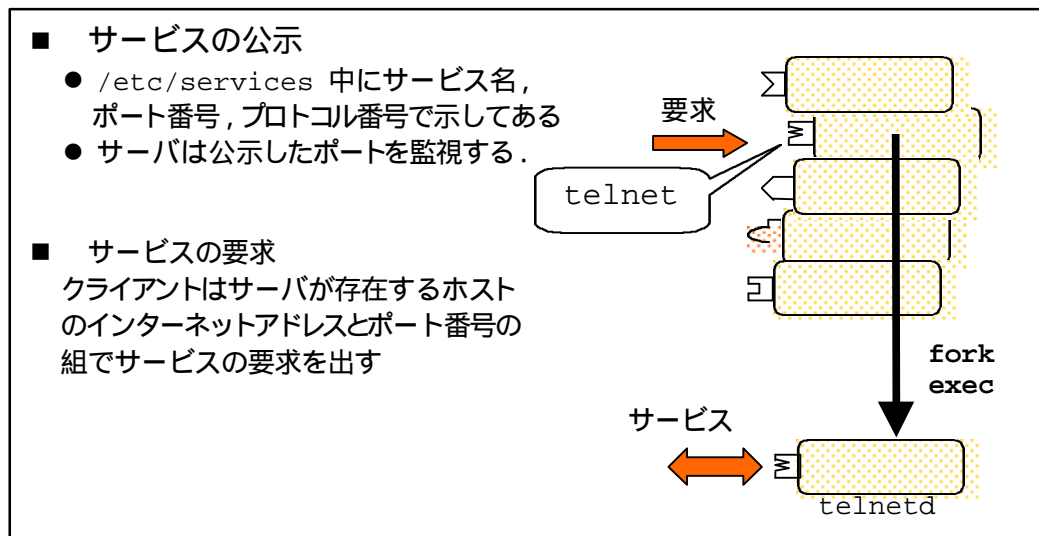 ■ サービスの公示
● /etc/services 中にサービス名,
ポート番号,プロトコル番号で示してある
● サーバは公示したポートを監視する.
■ サービスの要求
クライアントはサーバが存在するホスト
のインターネットアドレスとポート番号の
組でサービスの要求を出す
要求
telnet
fork
exec
サービス
telnetd